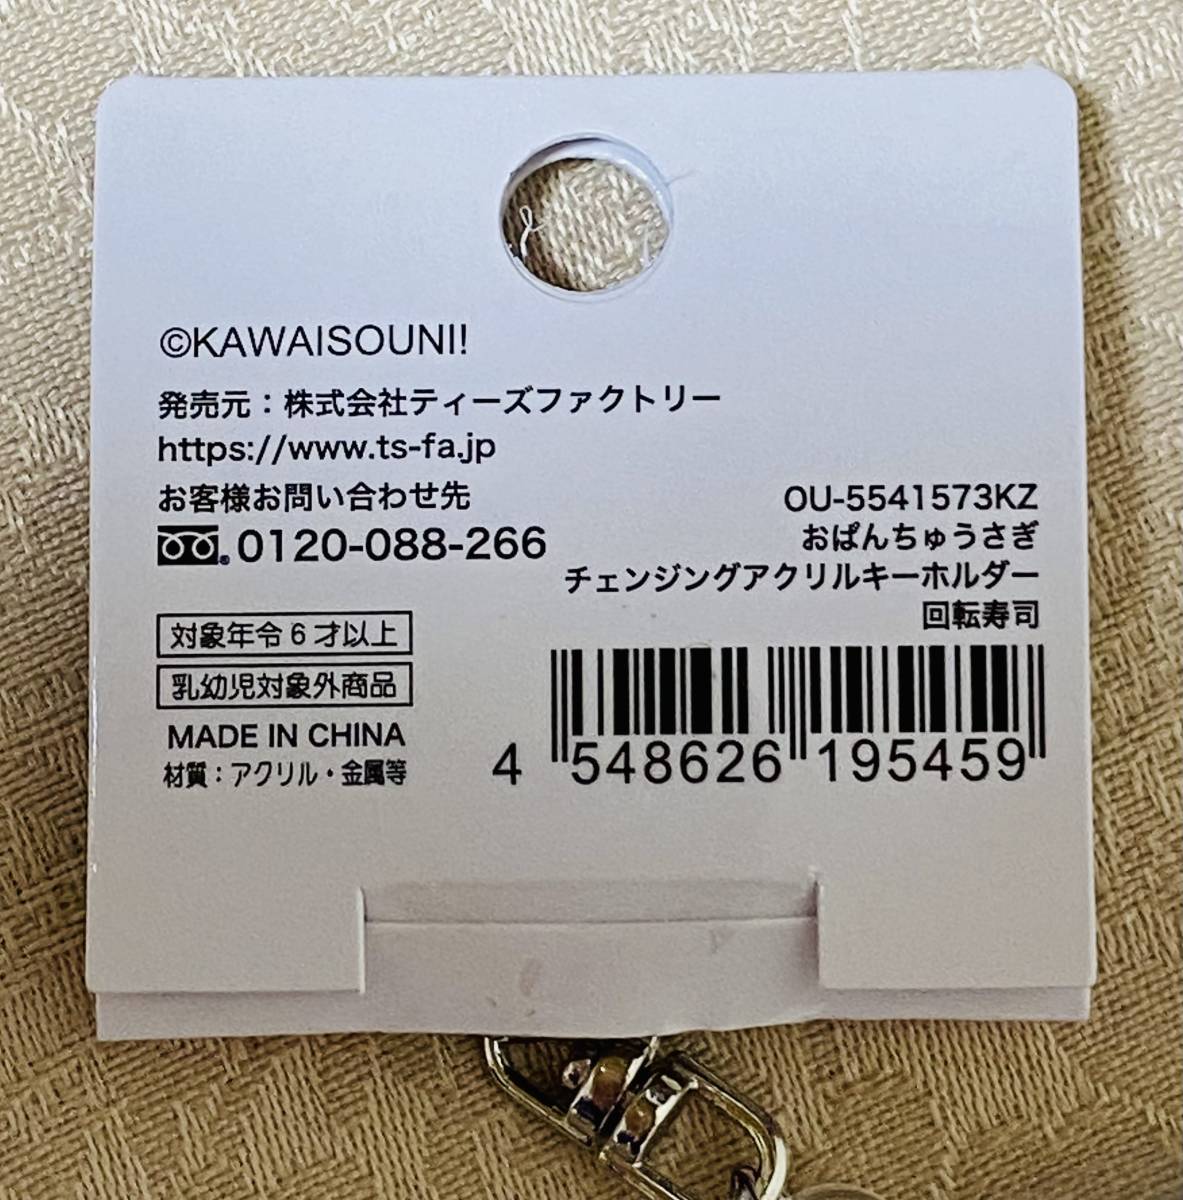 ©KAWAISOUNI!
発売元：株式会社ティーズファクトリー
https://www.ts-fa.jp
お客様お問い合わせ先
0120-088-266
対象年令６才以上
乳幼児対象外商品
MADE IN CHINA
材質：アクリル・金属等
OU-5541573KZ
おぱんちゅうさぎ
チェンジングアクリルキーホルダー
回転寿司
4 548626 195459